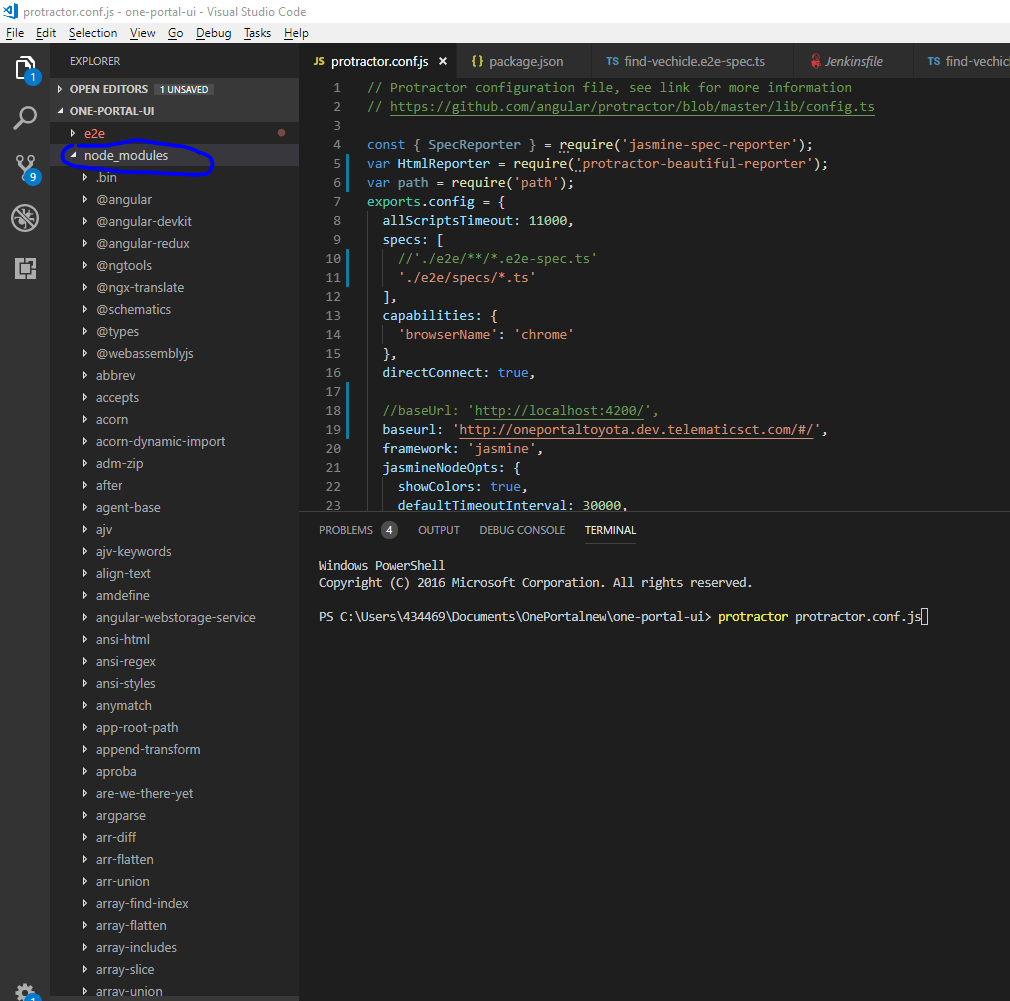 protractor.conf.js - one-portal-ui - Visual Studio Code
File Edit Selection View Go Debug Tasks Help
1
9
1
EXPLORER
OPEN EDITORS 1 UNSAVED
ONE-PORTAL-UI
e2e
node_modules
.bin
@angular
@angular-devkit
@angular-redux
@ngtools
@ngx-translate
@schematics
@types
@webassemblyjs
abbrev
accepts
acorn
acorn-dynamic-import
adm-zip
after
agent-base
ajv
ajv-keywords
align-text
amdefine
angular-webstorage-service
ansi-html
ansi-regex
ansi-styles
anymatch
app-root-path
append-transform
aproba
are-we-there-yet
argparse
arr-diff
arr-flatten
arr-union
array-find-index
array-flatten
array-includes
array-slice
array-union
JS protractor.conf.js × {} package.json TS find-vechicle.e2e-spec.ts Jenkinsfile TS find-vechic
1 // Protractor configuration file, see link for more information
2 // https://github.com/angular/protractor/blob/master/lib/config.ts
3
4 const { SpecReporter } = require('jasmine-spec-reporter');
5 var HtmlReporter = require('protractor-beautiful-reporter');
6 var path = require('path');
7 exports.config = {
8 allScriptsTimeout: 11000,
9 specs: [
10 //'./e2e/**/*.e2e-spec.ts'
11 './e2e/specs/*.ts'
12 ],
13 capabilities: {
14 'browserName': 'chrome'
15 },
16 directConnect: true,
17
18 //baseUrl: 'http://localhost:4200/',
19 baseurl: 'http://oneportaltoyota.dev.telematicsct.com/#/',
20 framework: 'jasmine',
21 jasmineNodeOpts: {
22 showColors: true,
23 defaultTimeoutInterval: 30000,
PROBLEMS 4 OUTPUT DEBUG CONSOLE TERMINAL
Windows PowerShell
Copyright (C) 2016 Microsoft Corporation. All rights reserved.
PS C:\Users\434469\Documents\OnePortalnew\one-portal-ui> protractor protractor.conf.js